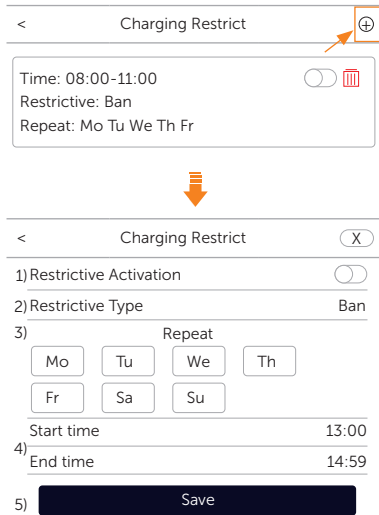 < Charging Restrict
Time: 08:00-11:00
Restrictive: Ban
Repeat: Mo Tu We Th Fr
< Charging Restrict X
1) Restrictive Activation
2) Restrictive Type Ban
3) Repeat
Mo Tu We Th
Fr Sa Su
Start time 13:00
4)
End time 14:59
5) Save